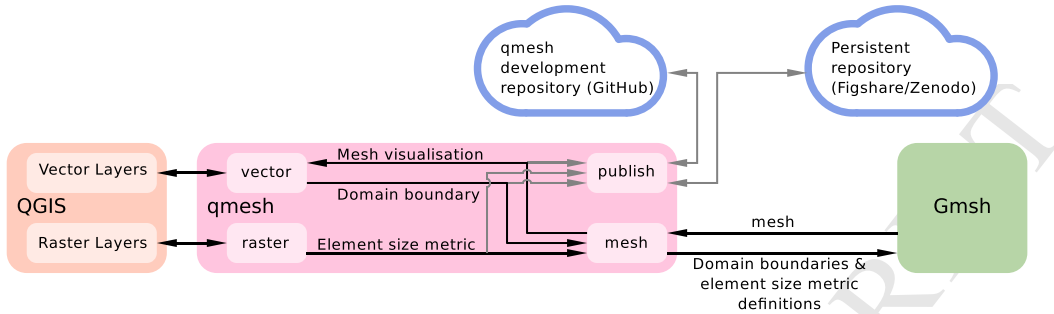 qmesh
development
repository (GitHub)
Persistent
repository
(Figshare/Zenodo)
Vector Layers
QGIS
Raster Layers
vector
qmesh
raster
Mesh visualisation
Domain boundary
Element size metric
publish
mesh
mesh
Domain boundaries &
element size metric
definitions
Gmsh